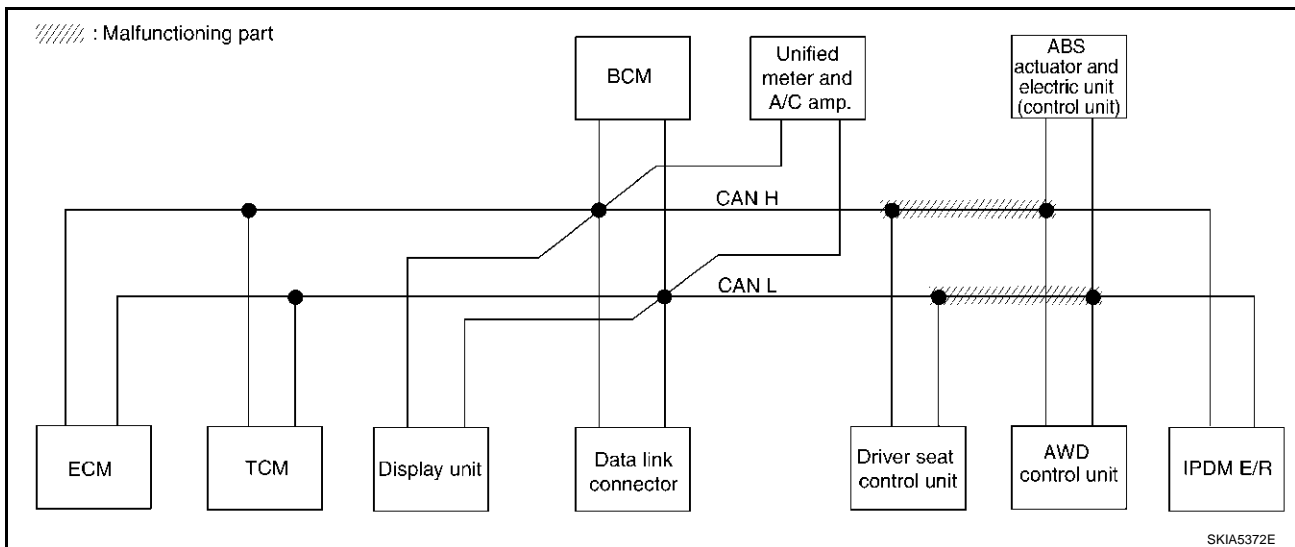 : Malfunctioning part
BCM
Unified
meter and
A/C amp.
ABS
actuator and
electric unit
(control unit)
CAN H
CAN L
ECM
TCM
Display unit
Data link
connector
Driver seat
control unit
AWD
control unit
IPDM E/R
SKIA5372E